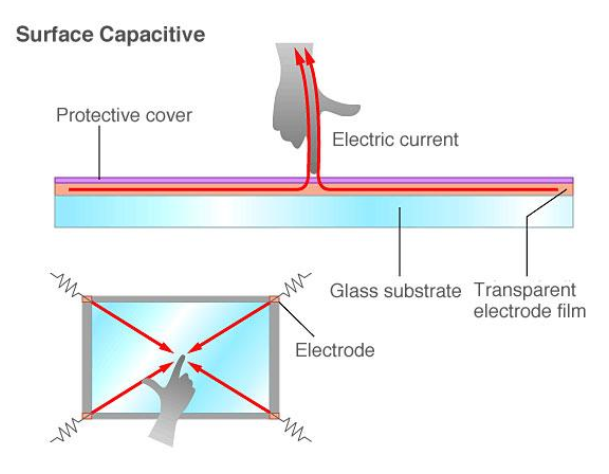 Surface Capacitive
Protective cover
Electric current
Glass substrate
Transparent
electrode film
Electrode